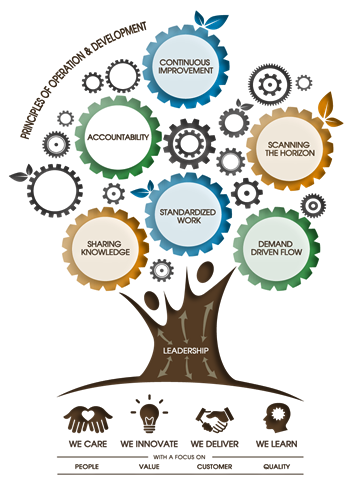 PRINCIPLES OF OPERATION & DEVELOPMENT
CONTINUOUS
IMPROVEMENT
ACCOUNTABILITY
SCANNING
THE HORIZON
STANDARDIZED
WORK
SHARING
KNOWLEDGE
DEMAND
DRIVEN FLOW
LEADERSHIP
WE CARE WE INNOVATE WE DELIVER WE LEARN
WITH A FOCUS ON
PEOPLE VALUE CUSTOMER QUALITY